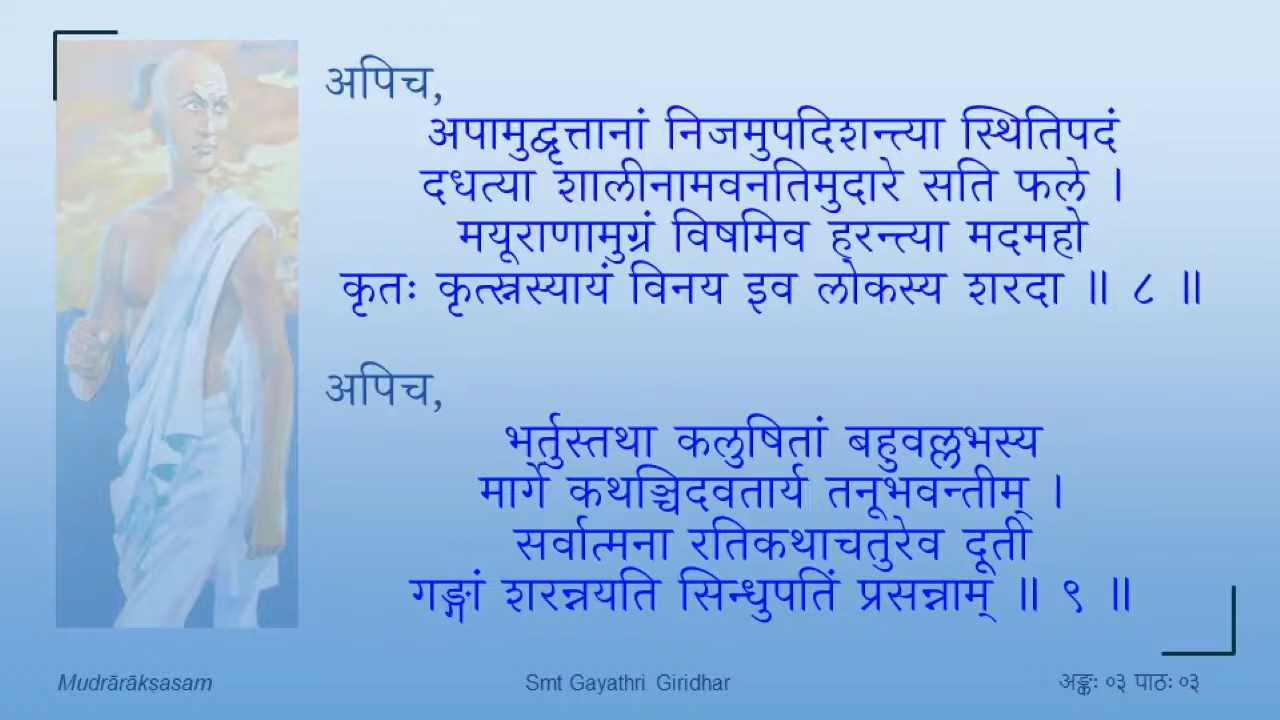 अपिच,
अपामुद्वृत्तानां निजमुपदिशन्त्या स्थितिपदं
दधत्या शालीनामवनतिमुदारे सति फले ।
मयूराणामुग्रं विषमिव हरन्त्या मदमहो
कृतः कृत्स्नस्यायं विनय इव लोकस्य शरदा ॥ ८ ॥
अपिच,
भर्तुस्तथा कलुषितां बहुवल्लभस्य
मार्गे कथञ्चिदवतार्य तनूभवन्तीम् ।
सर्वात्मना रतिकथाचतुरेव दूती
गङ्गां शरन्नयति सिन्धुपतिं प्रसन्नाम् ॥ ९ ॥
Mudrārākṣasam
Smt Gayathri Giridhar
अङ्कः ०३ पाठः ०३